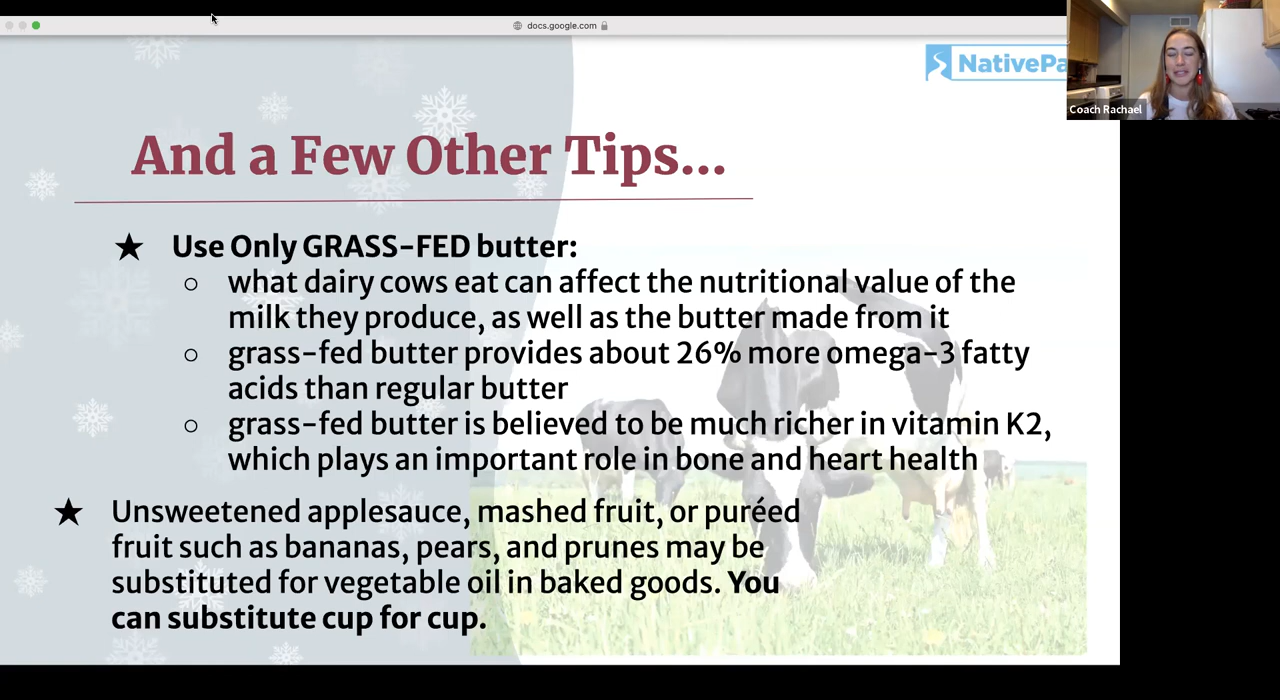 docs.google.com
NativePa
Coach Rachael
And a Few Other Tips...
★ Use Only GRASS-FED butter:
○ what dairy cows eat can affect the nutritional value of the
milk they produce, as well as the butter made from it
○ grass-fed butter provides about 26% more omega-3 fatty
acids than regular butter
○ grass-fed butter is believed to be much richer in vitamin K2,
which plays an important role in bone and heart health
★ Unsweetened applesauce, mashed fruit, or puréed
fruit such as bananas, pears, and prunes may be
substituted for vegetable oil in baked goods. You
can substitute cup for cup.